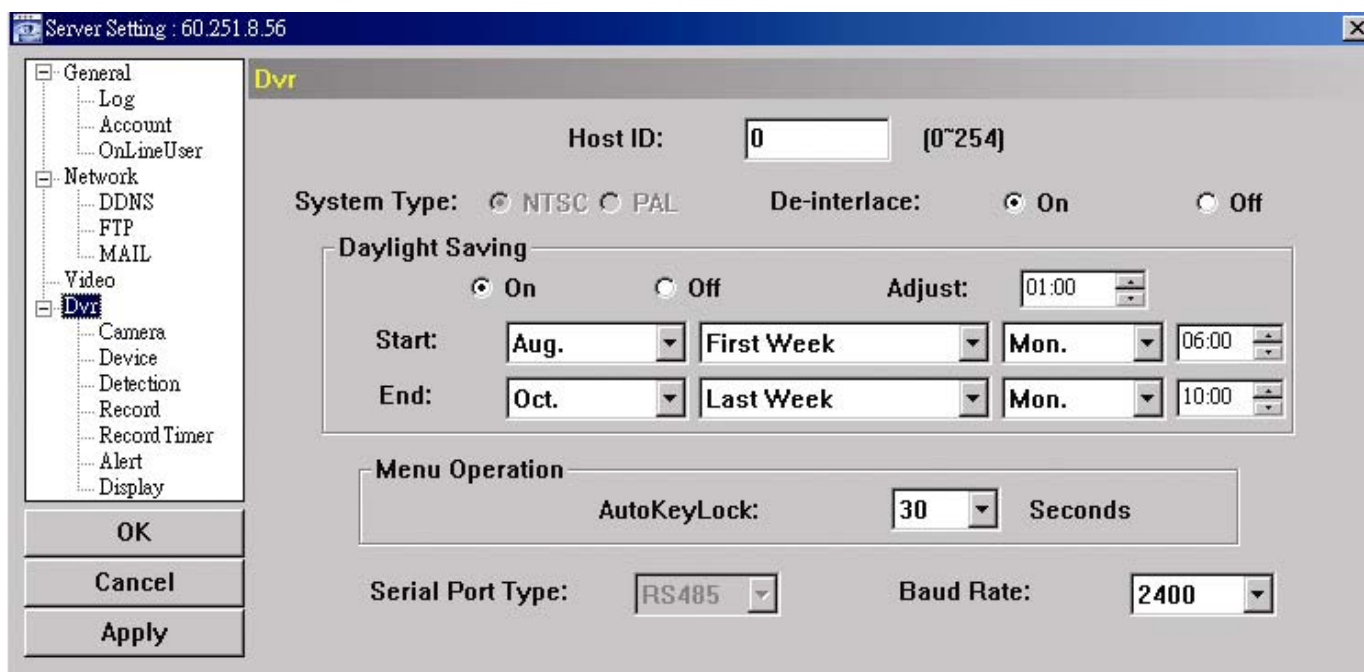 Server Setting : 60.251.8.56
General
Log
Account
OnLineUser
Network
DDNS
FTP
MAIL
Video
Dvr
Camera
Device
Detection
Record
Record Timer
Alert
Display
OK
Cancel
Apply
Dvr
Host ID: 0 (0~254)
System Type: NTSC PAL De-interlace: On Off
Daylight Saving
On Off Adjust: 01:00
Start: Aug. First Week Mon. 06:00
End: Oct. Last Week Mon. 10:00
Menu Operation
AutoKeyLock: 30 Seconds
Serial Port Type: RS485 Baud Rate: 2400